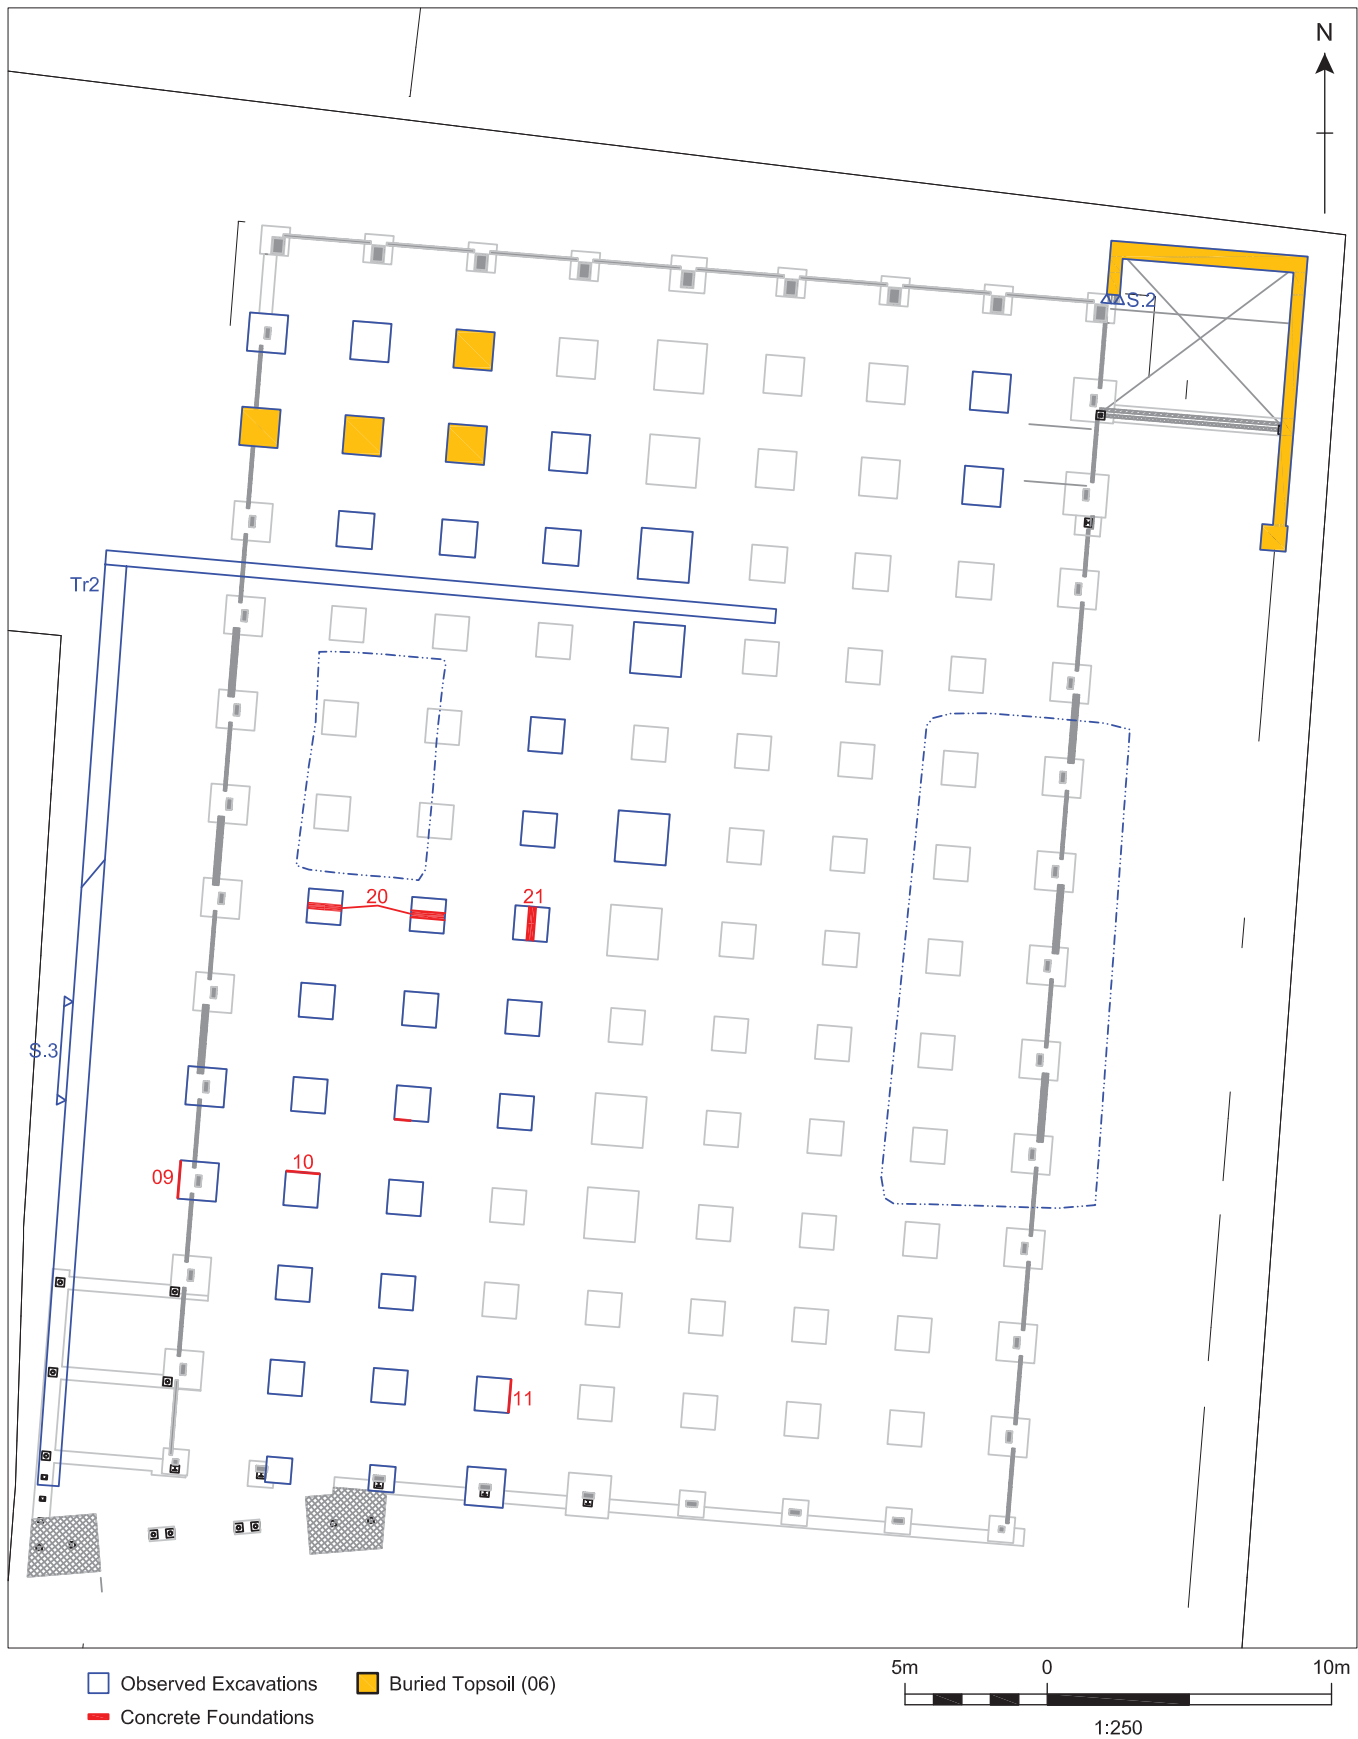 N
S.2
Tr2
20
21
S.3
09
10
11
Observed Excavations
Buried Topsoil (06)
Concrete Foundations
5m
0
10m
1:250